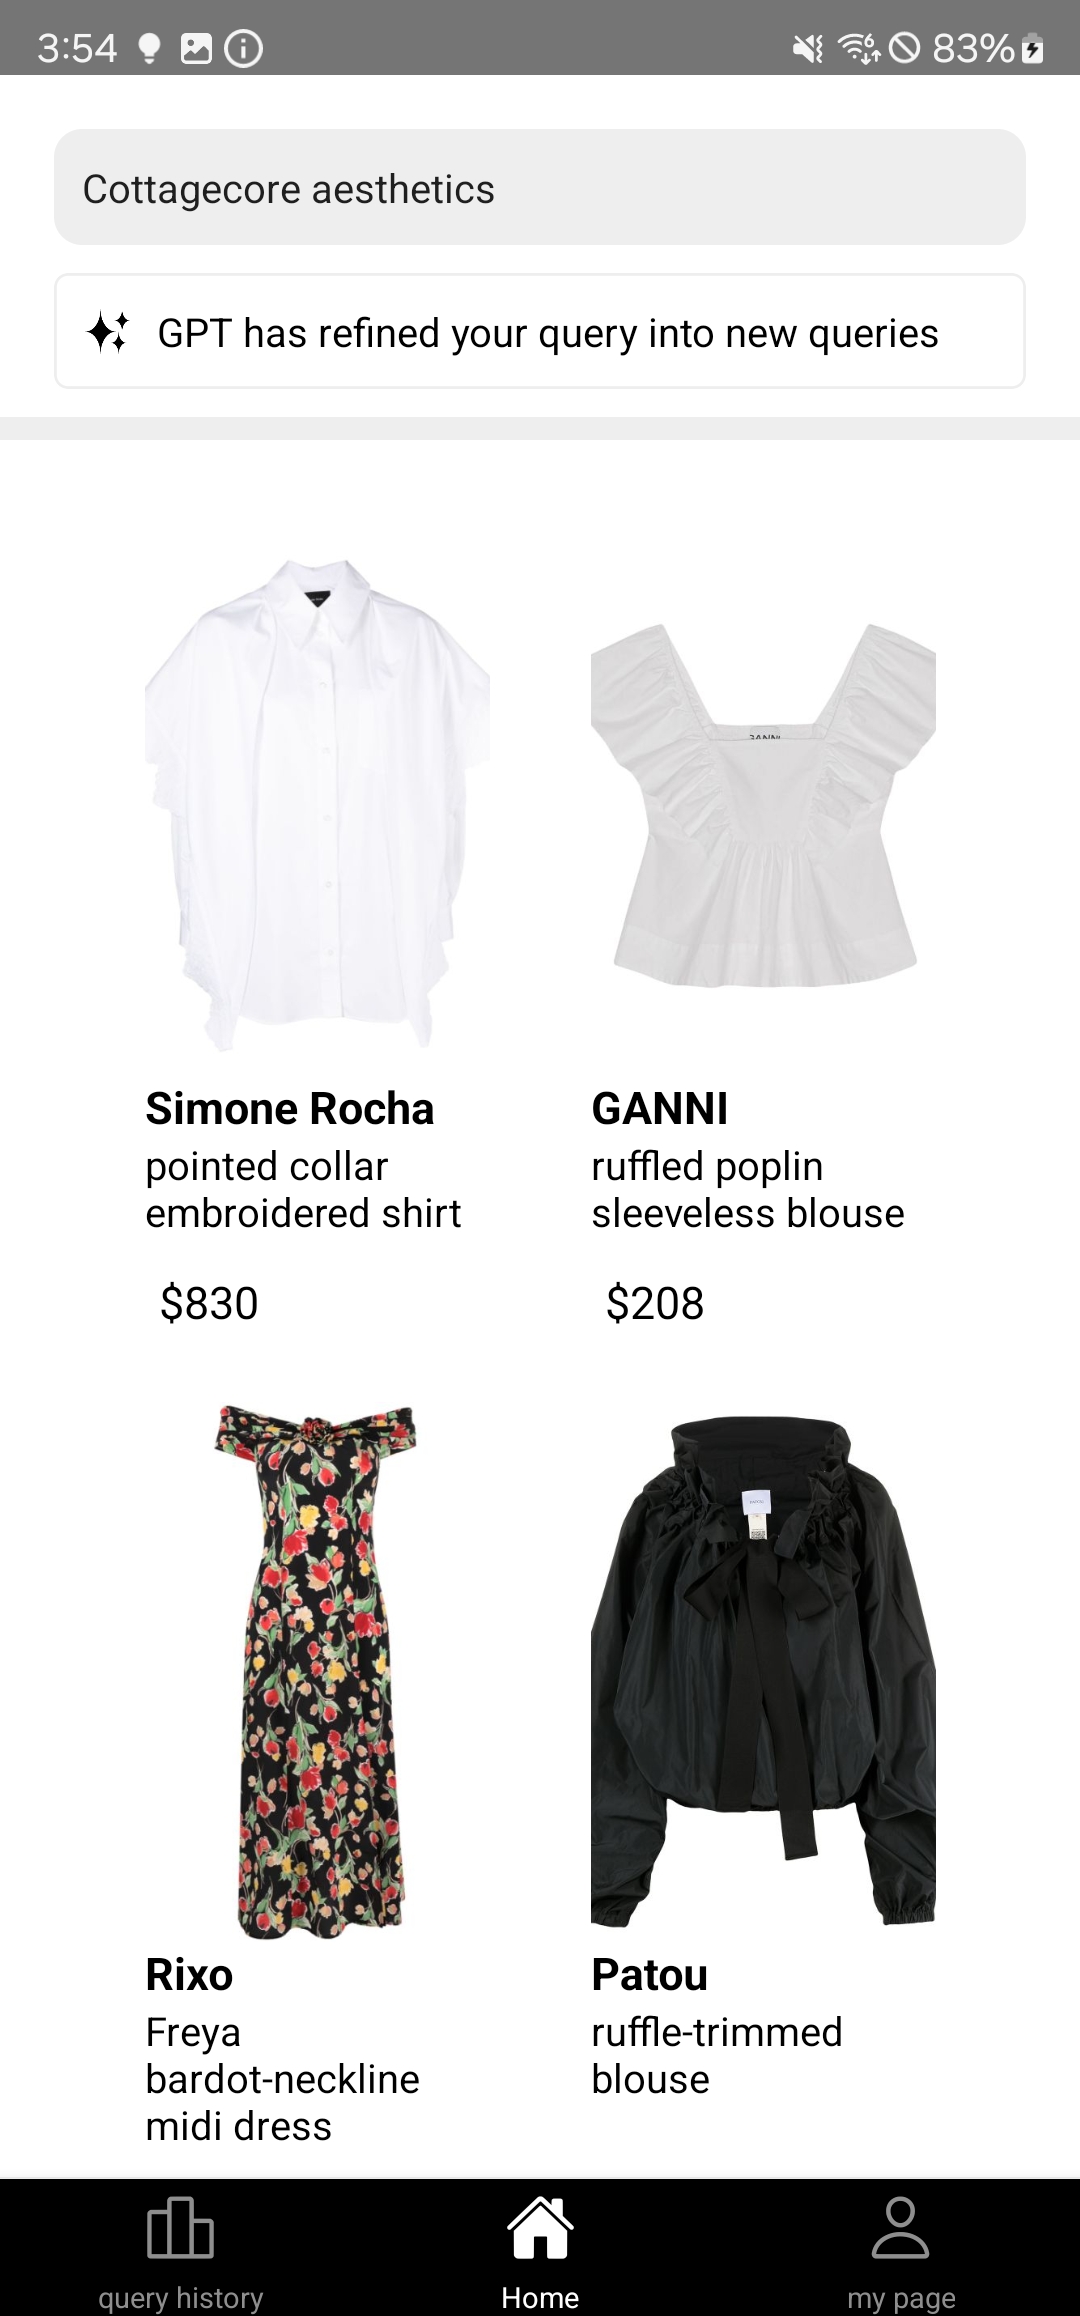 3:54
83%
Cottagecore aesthetics
GPT has refined your query into new queries
GANNI
Simone Rocha
pointed collar
embroidered shirt
$830
GANNI
ruffled poplin
sleeveless blouse
$208
Rixo
Freya
bardot-neckline
midi dress
Patou
ruffle-trimmed
blouse
query history
Home
my page